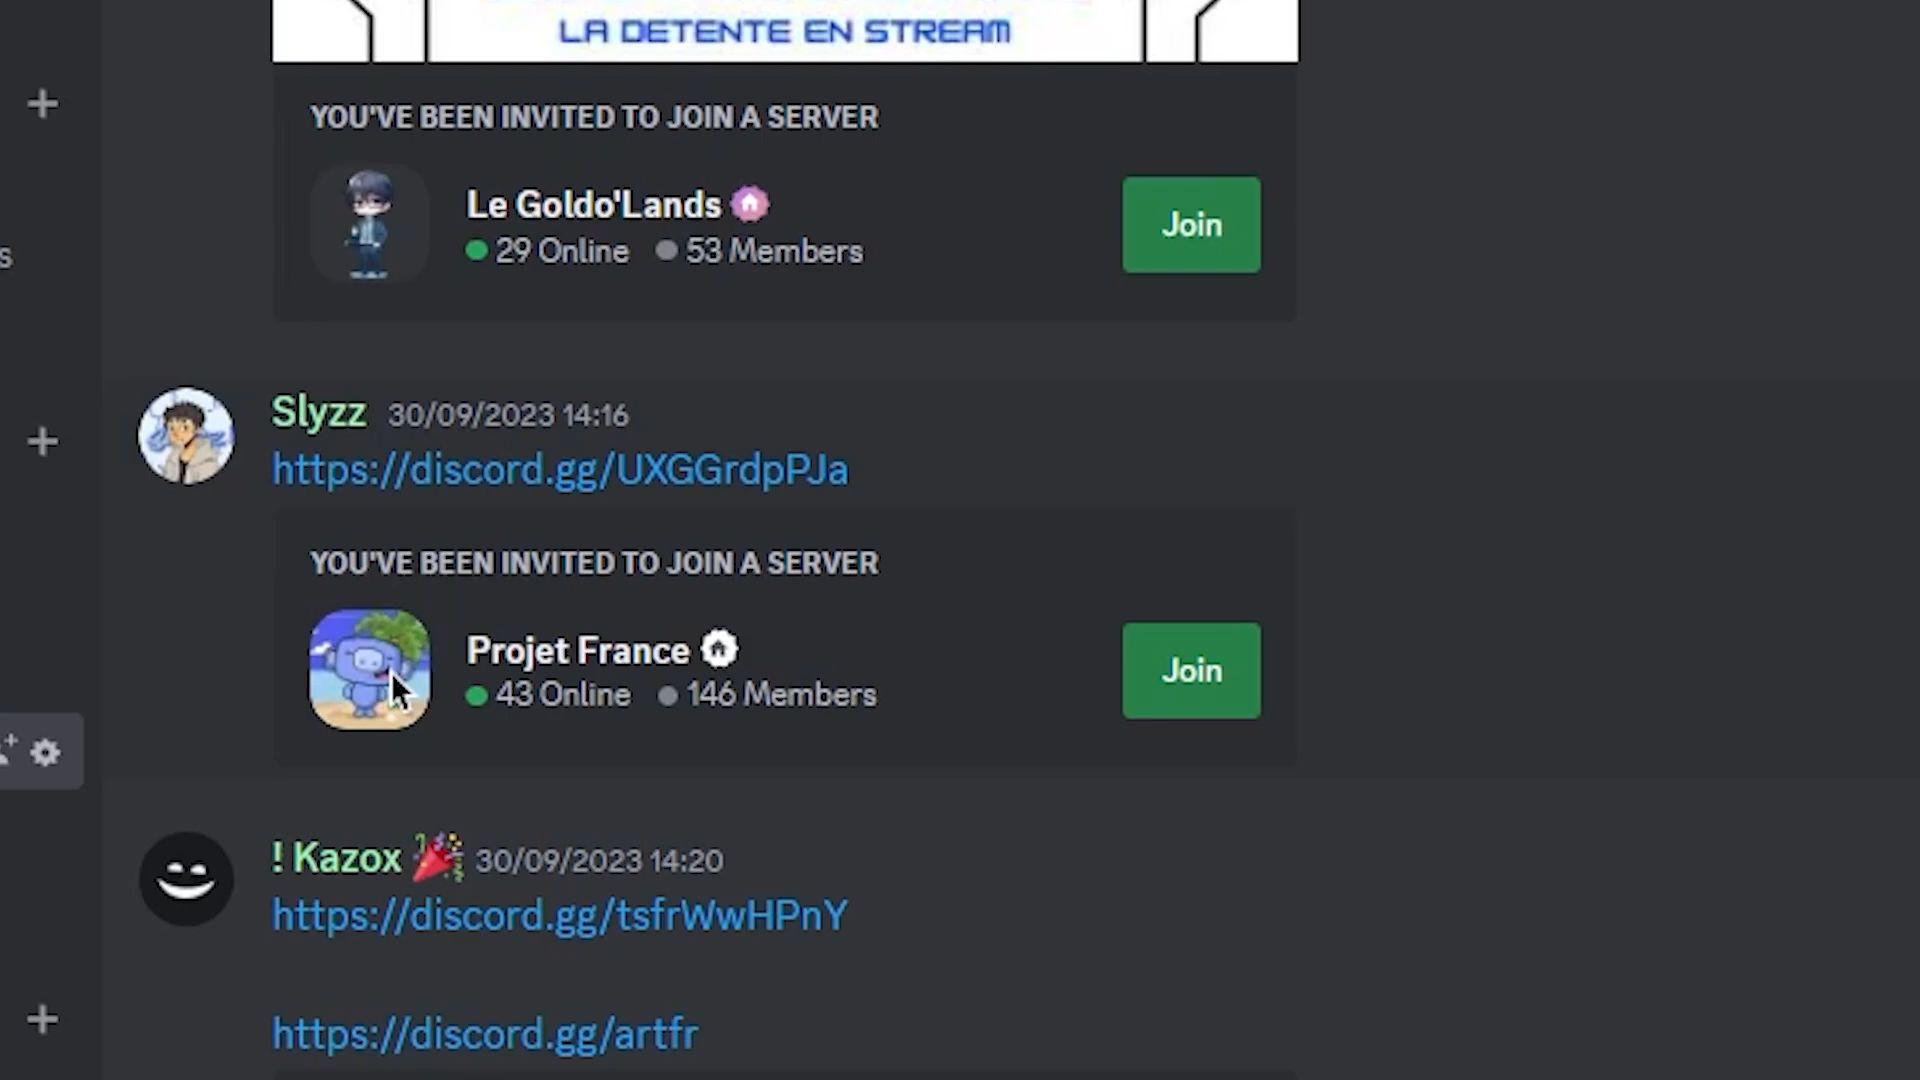 LA DETENTE EN STREAM
YOU'VE BEEN INVITED TO JOIN A SERVER
Le Goldo'Lands
29 Online 53 Members
Join
s
Slyzz 30/09/2023 14:16
https://discord.gg/UXGGrdpPJa
YOU'VE BEEN INVITED TO JOIN A SERVER
Projet France
43 Online 146 Members
Join
! Kazox 30/09/2023 14:20
https://discord.gg/tsfrWwHPnY
https://discord.gg/artfr